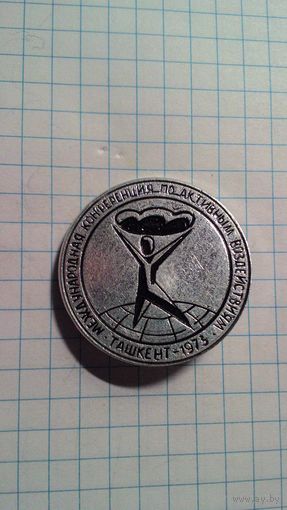 МЕЖДУНАРОДНАЯ КОНФЕРЕНЦИЯ ПО АКТИВНЫМ ВОЗДЕЙСТВИЯМ
· ТАШКЕНТ-1973 ·
www.ay.by